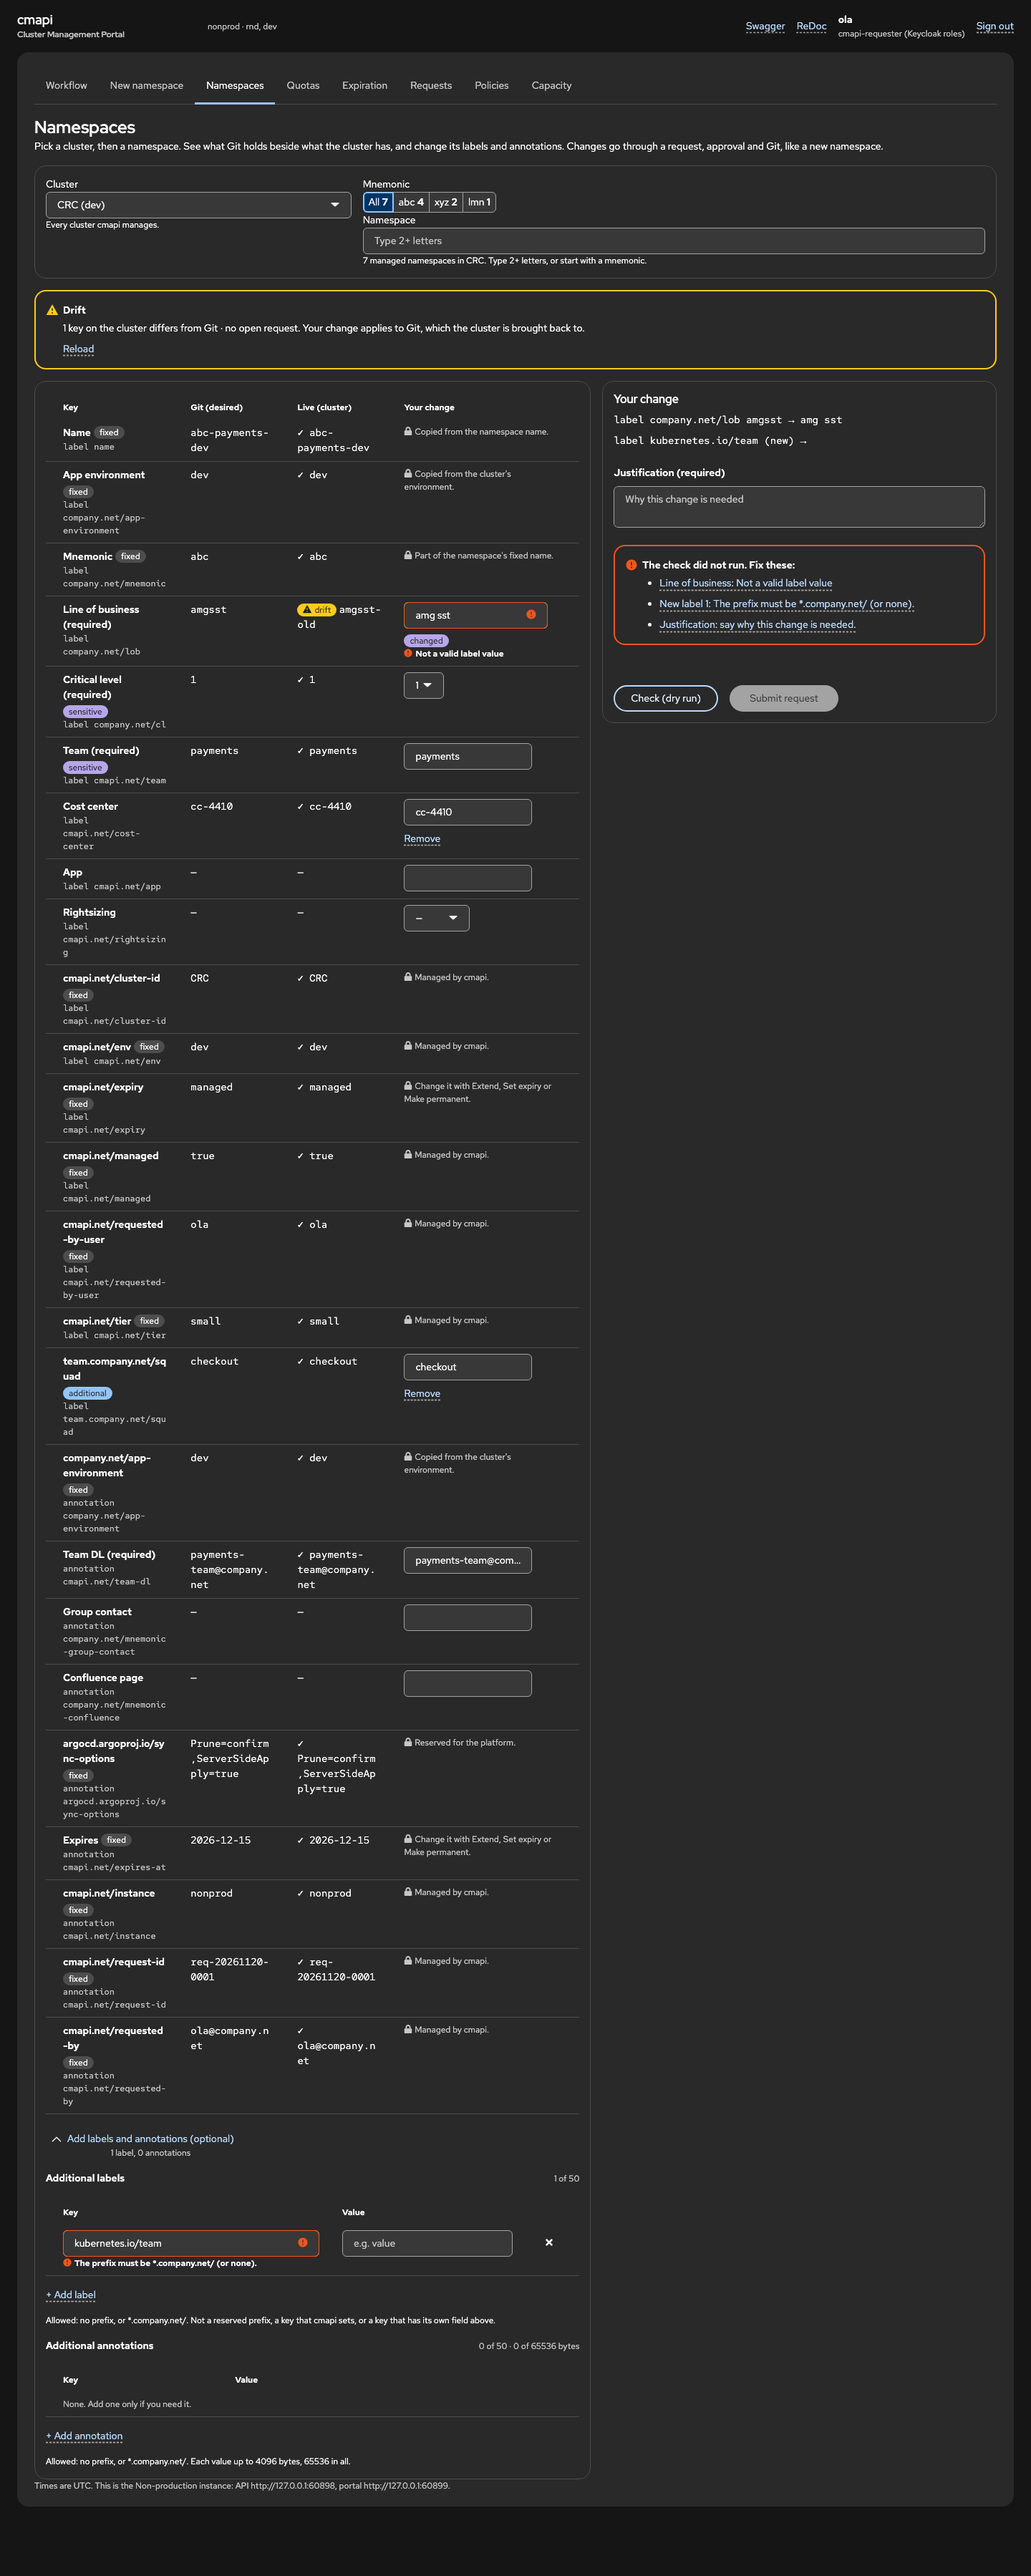 cmapi
Cluster Management Portal
nonprod · rnd, dev
Swagger
ReDoc
ola
cmapi-requester (Keycloak roles)
Sign out
Workflow
New namespace
Namespaces
Quotas
Expiration
Requests
Policies
Capacity
Namespaces
Pick a cluster, then a namespace. See what Git holds beside what the cluster has, and change its labels and annotations. Changes go through a request, approval and Git, like a new namespace.
Cluster
CRC (dev)
Every cluster cmapi manages.
Mnemonic
All 7
abc 4
xyz 2
lmn 1
Namespace
Type 2+ letters
7 managed namespaces in CRC. Type 2+ letters, or start with a mnemonic.
Drift
1 key on the cluster differs from Git · no open request. Your change applies to Git, which the cluster is brought back to.
Reload
Key
Git (desired)
Live (cluster)
Your change
Name fixed
label name
abc-payments-
dev
✓ abc-
payments-dev
Copied from the namespace name.
App environment
fixed
label
company.net/app-
environment
dev
✓ dev
Copied from the cluster's
environment.
Mnemonic fixed
label
company.net/mnemonic
abc
✓ abc
Part of the namespace's fixed name.
Line of business
(required)
label
company.net/lob
amgsst
drift amgsst-
old
amg sst
changed
Not a valid label value
Critical level
(required)
sensitive
label company.net/cl
1
✓ 1
1
Team (required)
sensitive
label cmapi.net/team
payments
✓ payments
payments
Cost center
label
cmapi.net/cost-
center
cc-4410
✓ cc-4410
cc-4410
Remove
App
label cmapi.net/app
–
–
Rightsizing
label
cmapi.net/rightsizin
g
–
–
–
cmapi.net/cluster-id
fixed
label
cmapi.net/cluster-id
CRC
✓ CRC
Managed by cmapi.
cmapi.net/env fixed
label cmapi.net/env
dev
✓ dev
Managed by cmapi.
cmapi.net/expiry
fixed
label
cmapi.net/expiry
managed
✓ managed
Change it with Extend, Set expiry or
Make permanent.
cmapi.net/managed
fixed
label
cmapi.net/managed
true
✓ true
Managed by cmapi.
cmapi.net/requested
-by-user
fixed
label
cmapi.net/requested-
by-user
ola
✓ ola
Managed by cmapi.
cmapi.net/tier fixed
label cmapi.net/tier
small
✓ small
Managed by cmapi.
team.company.net/sq
uad
additional
label
team.company.net/squ
ad
checkout
✓ checkout
checkout
Remove
company.net/app-
environment
fixed
annotation
company.net/app-
environment
dev
✓ dev
Copied from the cluster's
environment.
Team DL (required)
annotation
cmapi.net/team-dl
payments-
team@company.
net
✓ payments-
team@company.
net
payments-team@com...
Group contact
annotation
company.net/mnemonic
-group-contact
–
–
Confluence page
annotation
company.net/mnemonic
-confluence
–
–
argocd.argoproj.io/sy
nc-options
fixed
annotation
argocd.argoproj.io/s
ync-options
Prune=confirm
,ServerSideAp
ply=true
✓
Prune=confirm
,ServerSideAp
ply=true
Reserved for the platform.
Expires fixed
annotation
cmapi.net/expires-at
2026-12-15
✓ 2026-12-15
Change it with Extend, Set expiry or
Make permanent.
cmapi.net/instance
fixed
annotation
cmapi.net/instance
nonprod
✓ nonprod
Managed by cmapi.
cmapi.net/request-id
fixed
annotation
cmapi.net/request-id
req-20261120-
0001
✓ req-
20261120-0001
Managed by cmapi.
cmapi.net/requested
-by
fixed
annotation
cmapi.net/requested-
by
ola@company.n
et
✓
ola@company.n
et
Managed by cmapi.
Add labels and annotations (optional)
1 label, 0 annotations
Additional labels
1 of 50
Key
Value
kubernetes.io/team
e.g. value
The prefix must be *.company.net/ (or none).
+ Add label
Allowed: no prefix, or *.company.net/. Not a reserved prefix, a key that cmapi sets, or a key that has its own field above.
Additional annotations
0 of 50 · 0 of 65536 bytes
Key
Value
None. Add one only if you need it.
+ Add annotation
Allowed: no prefix, or *.company.net/. Each value up to 4096 bytes, 65536 in all.
Your change
label company.net/lob amgsst → amg sst
label kubernetes.io/team (new) →
Justification (required)
Why this change is needed
The check did not run. Fix these:
• Line of business: Not a valid label value
• New label 1: The prefix must be *.company.net/ (or none).
• Justification: say why this change is needed.
Check (dry run)
Submit request
Times are UTC. This is the Non-production instance: API http://127.0.0.1:60898, portal http://127.0.0.1:60899.